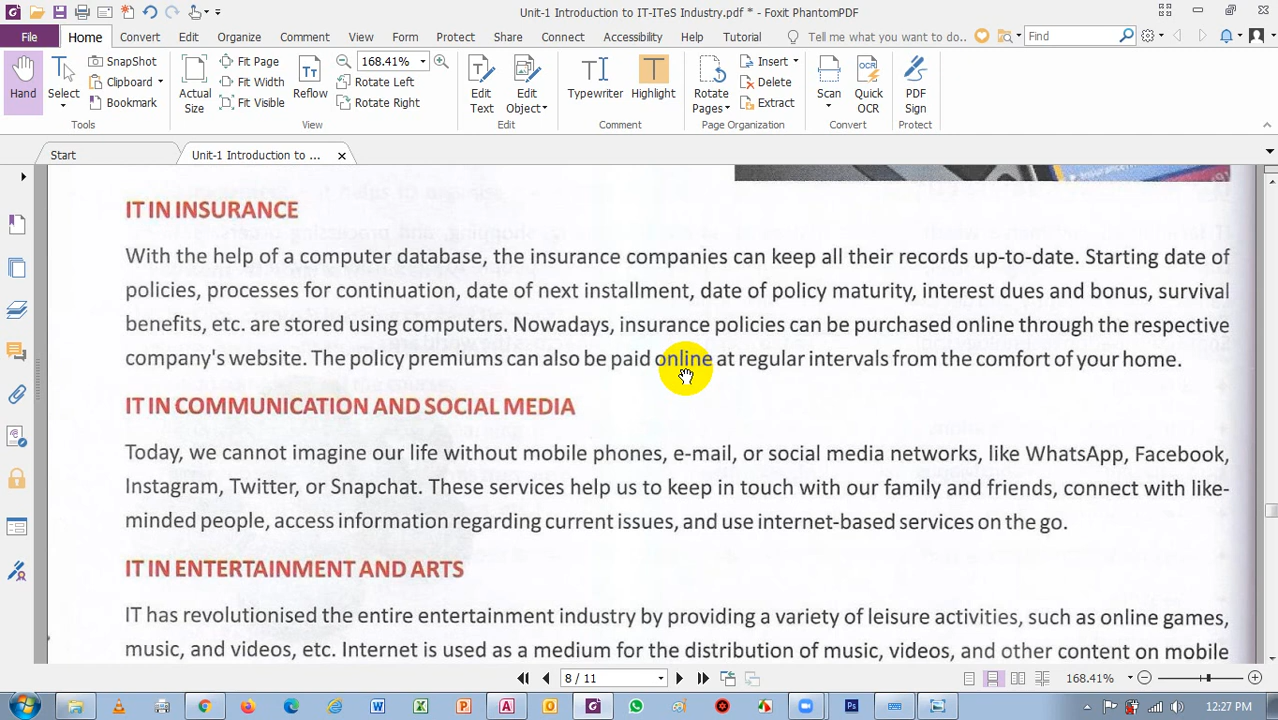 Unit-1 Introduction to IT-ITeS Industry.pdf * - Foxit PhantomPDF
File Home Convert Edit Organize Comment View Form Protect Share Connect Accessibility Help Tutorial Tell me what you want to do.. Find
Hand
Select
SnapShot
Clipboard
Bookmark
Tools
Actual Size
Fit Page
Fit Width
Fit Visible
Reflow
168.41%
Rotate Left
Rotate Right
View
Edit Text
Edit Object
Edit
Typewriter
Highlight
Comment
Rotate Pages
Insert
Delete
Extract
Page Organization
Scan
Quick OCR
Convert
PDF Sign
Protect
Start
Unit-1 Introduction to ...
IT IN INSURANCE
With the help of a computer database, the insurance companies can keep all their records up-to-date. Starting date of
policies, processes for continuation, date of next installment, date of policy maturity, interest dues and bonus, survival
benefits, etc. are stored using computers. Nowadays, insurance policies can be purchased online through the respective
company's website. The policy premiums can also be paid online at regular intervals from the comfort of your home.
IT IN COMMUNICATION AND SOCIAL MEDIA
Today, we cannot imagine our life without mobile phones, e-mail, or social media networks, like WhatsApp, Facebook,
Instagram, Twitter, or Snapchat. These services help us to keep in touch with our family and friends, connect with like-
minded people, access information regarding current issues, and use internet-based services on the go.
IT IN ENTERTAINMENT AND ARTS
IT has revolutionised the entire entertainment industry by providing a variety of leisure activities, such as online games,
music, and videos, etc. Internet is used as a medium for the distribution of music, videos, and other content on mobile
8 / 11
168.41%
12:27 PM